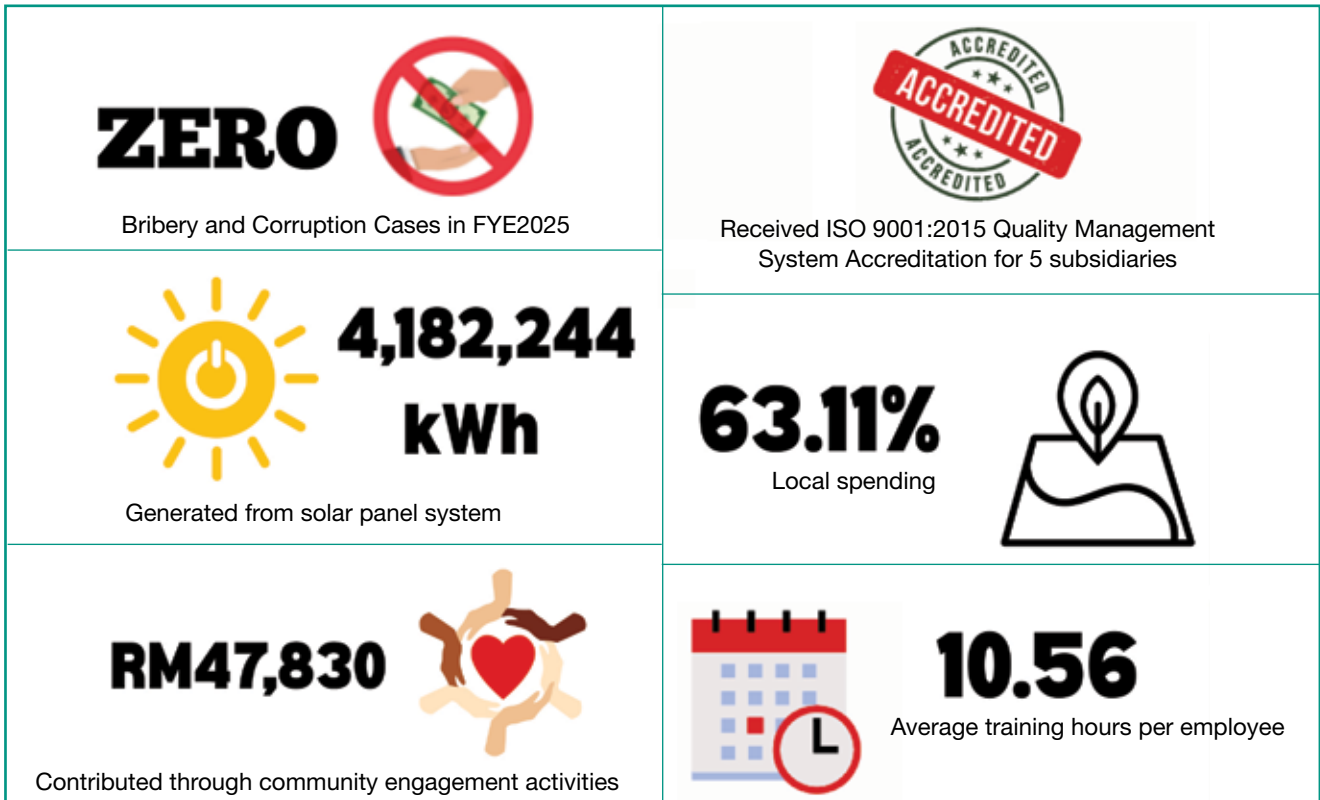 ZERO
Bribery and Corruption Cases in FYE2025
ACCREDITED
ACCREDITED
ACCREDITED
Received ISO 9001:2015 Quality Management
System Accreditation for 5 subsidiaries
4,182,244
kWh
Generated from solar panel system
63.11%
Local spending
RM47,830
Contributed through community engagement activities
10.56
Average training hours per employee